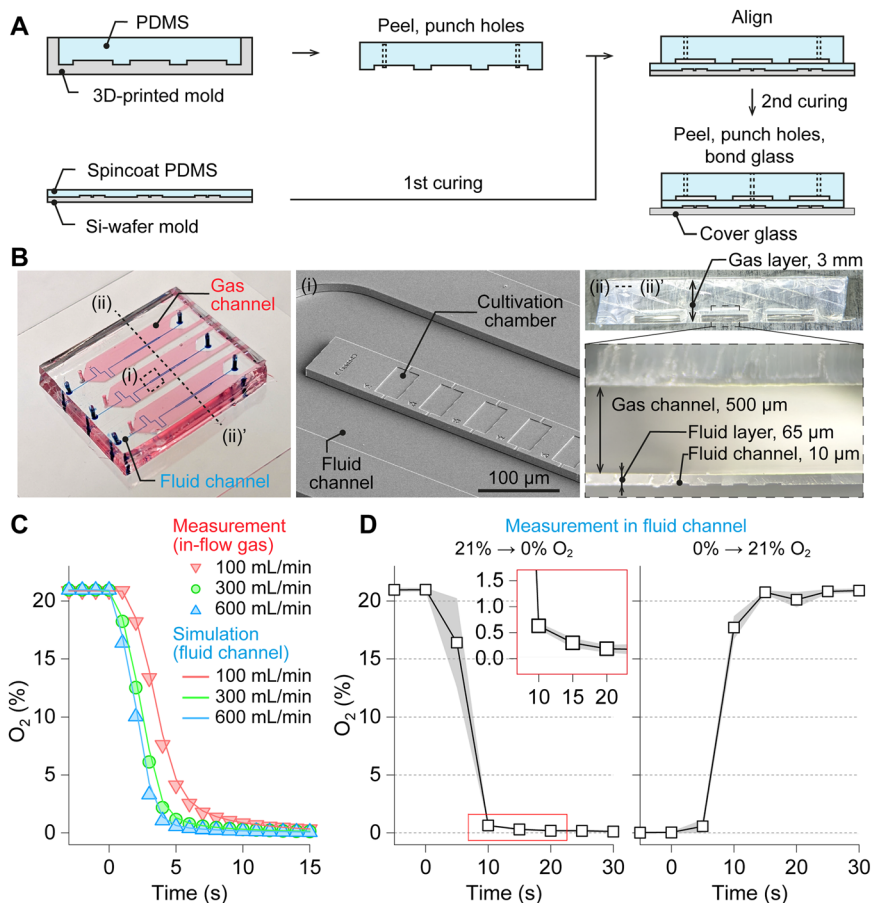 A
PDMS
3D-printed mold
Peel, punch holes
Align
2nd curing
Peel, punch holes,
bond glass
Spincoat PDMS
Si-wafer mold
1st curing
Cover glass
B
Gas
channel
(ii)
(i)
(ii)'
Fluid channel
(i)
Cultivation
chamber
Fluid
channel
100 μm
(ii) (ii)'
Gas layer, 3 mm
Gas channel, 500 μm
Fluid layer, 65 μm
Fluid channel, 10 μm
C
Measurement
(in-flow gas)
100 mL/min
300 mL/min
600 mL/min
Simulation
(fluid channel)
100 mL/min
300 mL/min
600 mL/min
O2 (%)
20
15
10
5
0
0 5 10 15
Time (s)
D
Measurement in fluid channel
21% → 0% O2
0% → 21% O2
O2 (%)
20
15
10
5
0
1.5
1.0
0.5
0.0
10 15 20
0 10 20 30
Time (s)
0 10 20 30
Time (s)